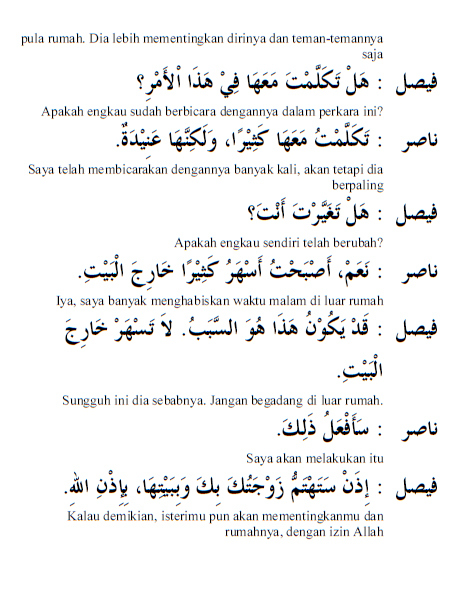 pula rumah. Dia lebih mementingkan dirinya dan teman-temannya
saja
فيصل : هَلْ تَكَلَّمْتَ مَعَهَا فِيْ هَذَا اْلأَمْرِ؟
Apakah engkau sudah berbicara dengannya dalam perkara ini?
ناصر : تَكَلَّمْتُ مَعَهَا كَثِيْرًا، وَلَكِنَّهَا عَنِيْدَةٌ.
Saya telah membicarakan dengannya banyak kali, akan tetapi dia
berpaling
فيصل : هَلْ تَغَيَّرْتَ أَنْتَ؟
Apakah engkau sendiri telah berubah?
ناصر : نَعَمْ، أَصْبَحْتُ أَسْهَرُ كَثِيْرًا خَارِجَ الْبَيْتِ.
Iya, saya banyak menghabiskan waktu malam di luar rumah
فيصل : قَدْ يَكُوْنُ هَذَا هُوَ السَّبَبُ. لاَ تَسْهَرْ خَارِجَ
الْبَيْتِ.
Sungguh ini dia sebabnya. Jangan begadang di luar rumah.
ناصر : سَأَفْعَلُ ذَلِكَ.
Saya akan melakukan itu
فيصل : إِذَنْ سَتَهْتَمُّ زَوْجَتُكَ بِكَ وَبِبَيْتِهَا، بِإِذْنِ اللهِ.
Kalau demikian, isterimu pun akan mementingkanmu dan
rumahnya, dengan izin Allah